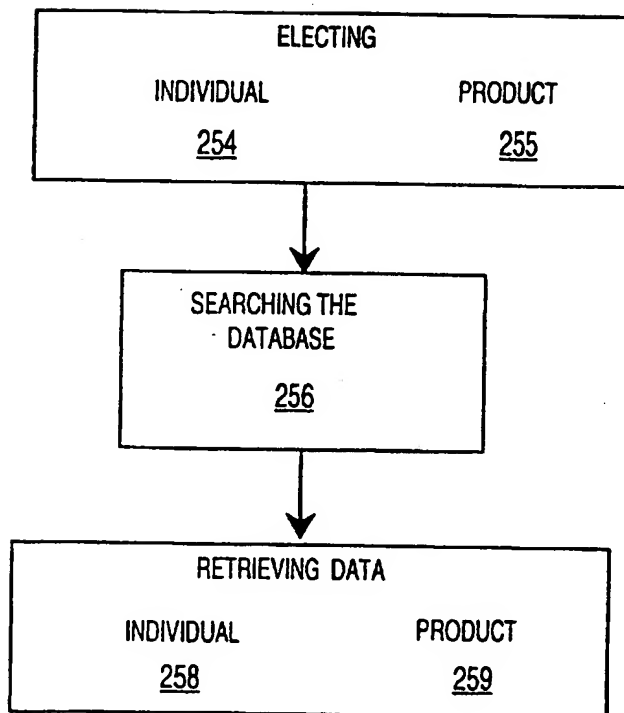 ELECTING
INDIVIDUAL PRODUCT
254 255
SEARCHING THE
DATABASE
256
RETRIEVING DATA
INDIVIDUAL PRODUCT
258 259